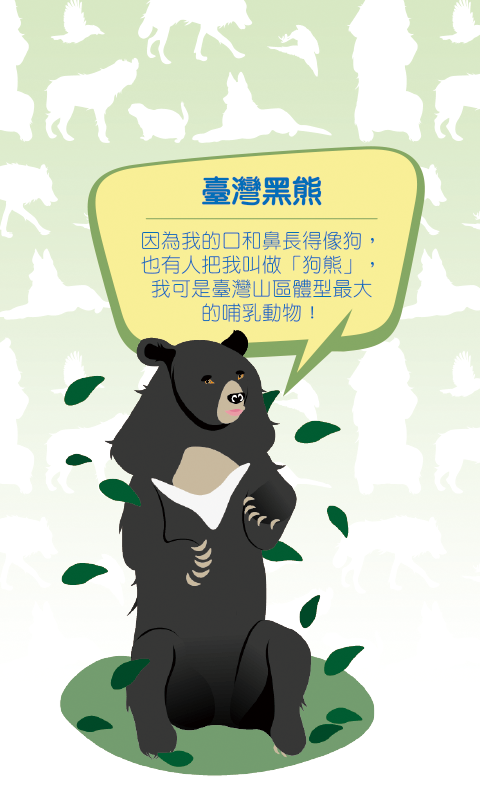 臺灣黑熊
因為我的口和鼻長得像狗，
也有人把我叫做「狗熊」，
我可是臺灣山區體型最大
的哺乳動物！